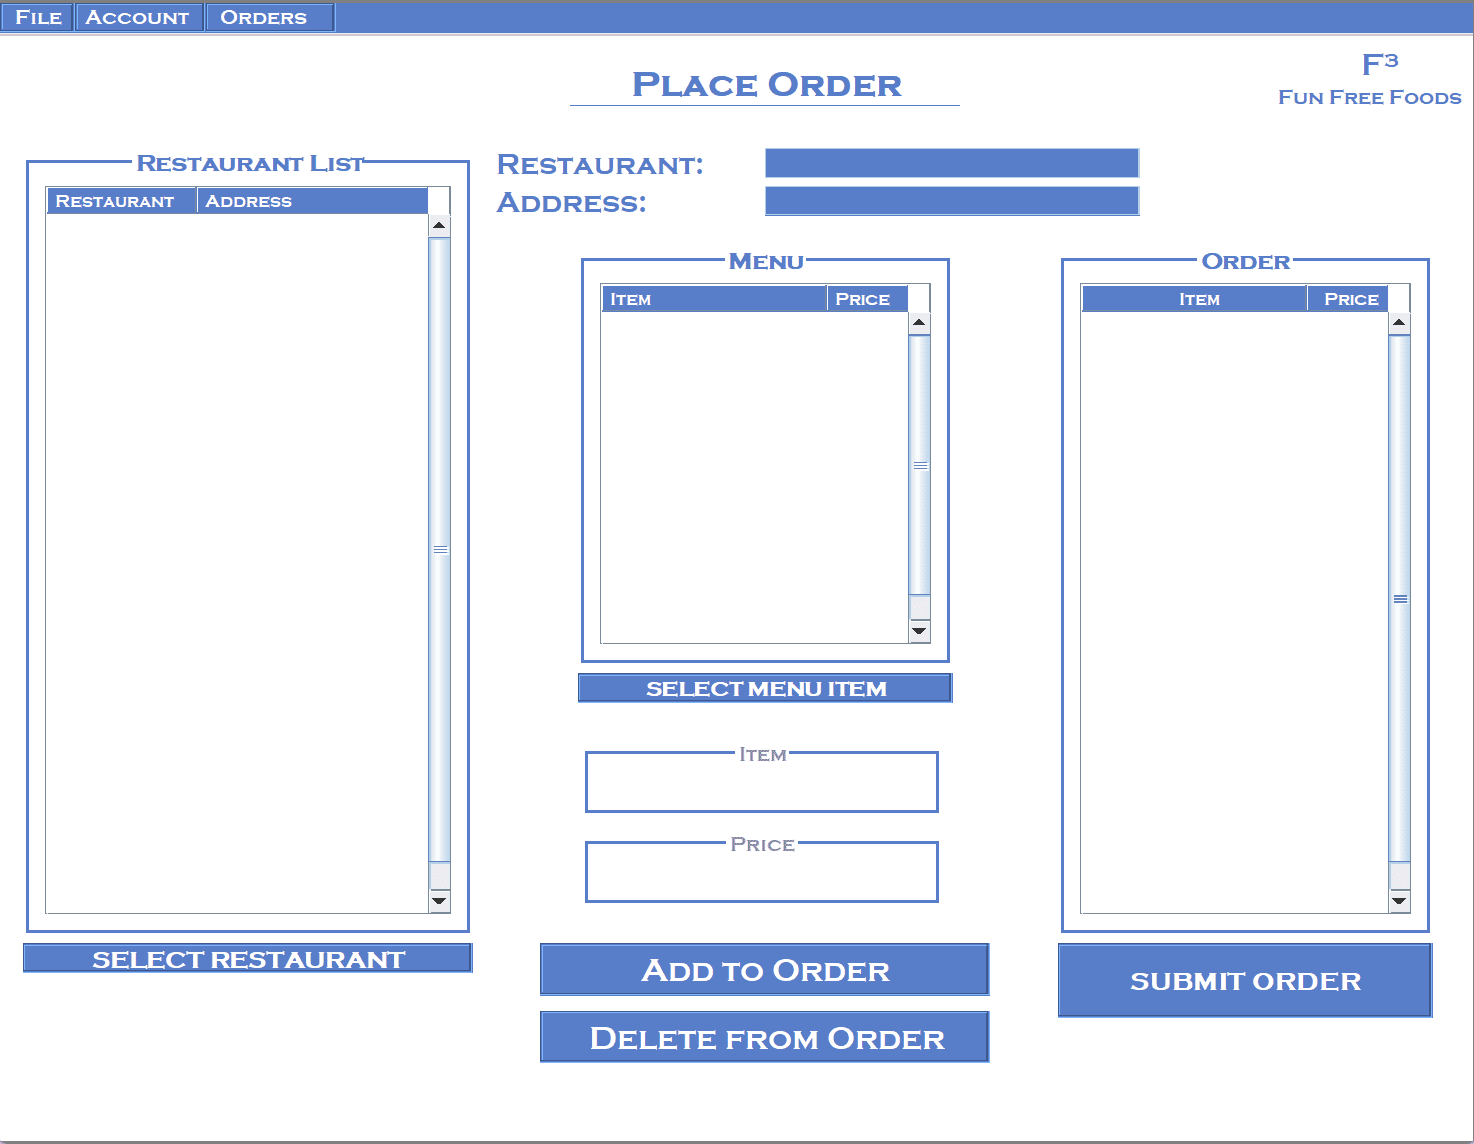 File Account Orders
F³
Place Order
Fun Free Foods
Restaurant List
Restaurant:
Address:
Restaurant Address
Menu
Item Price
Order
Item Price
SELECT MENU ITEM
Item
Price
SELECT RESTAURANT
Add to Order
Delete from Order
SUBMIT ORDER